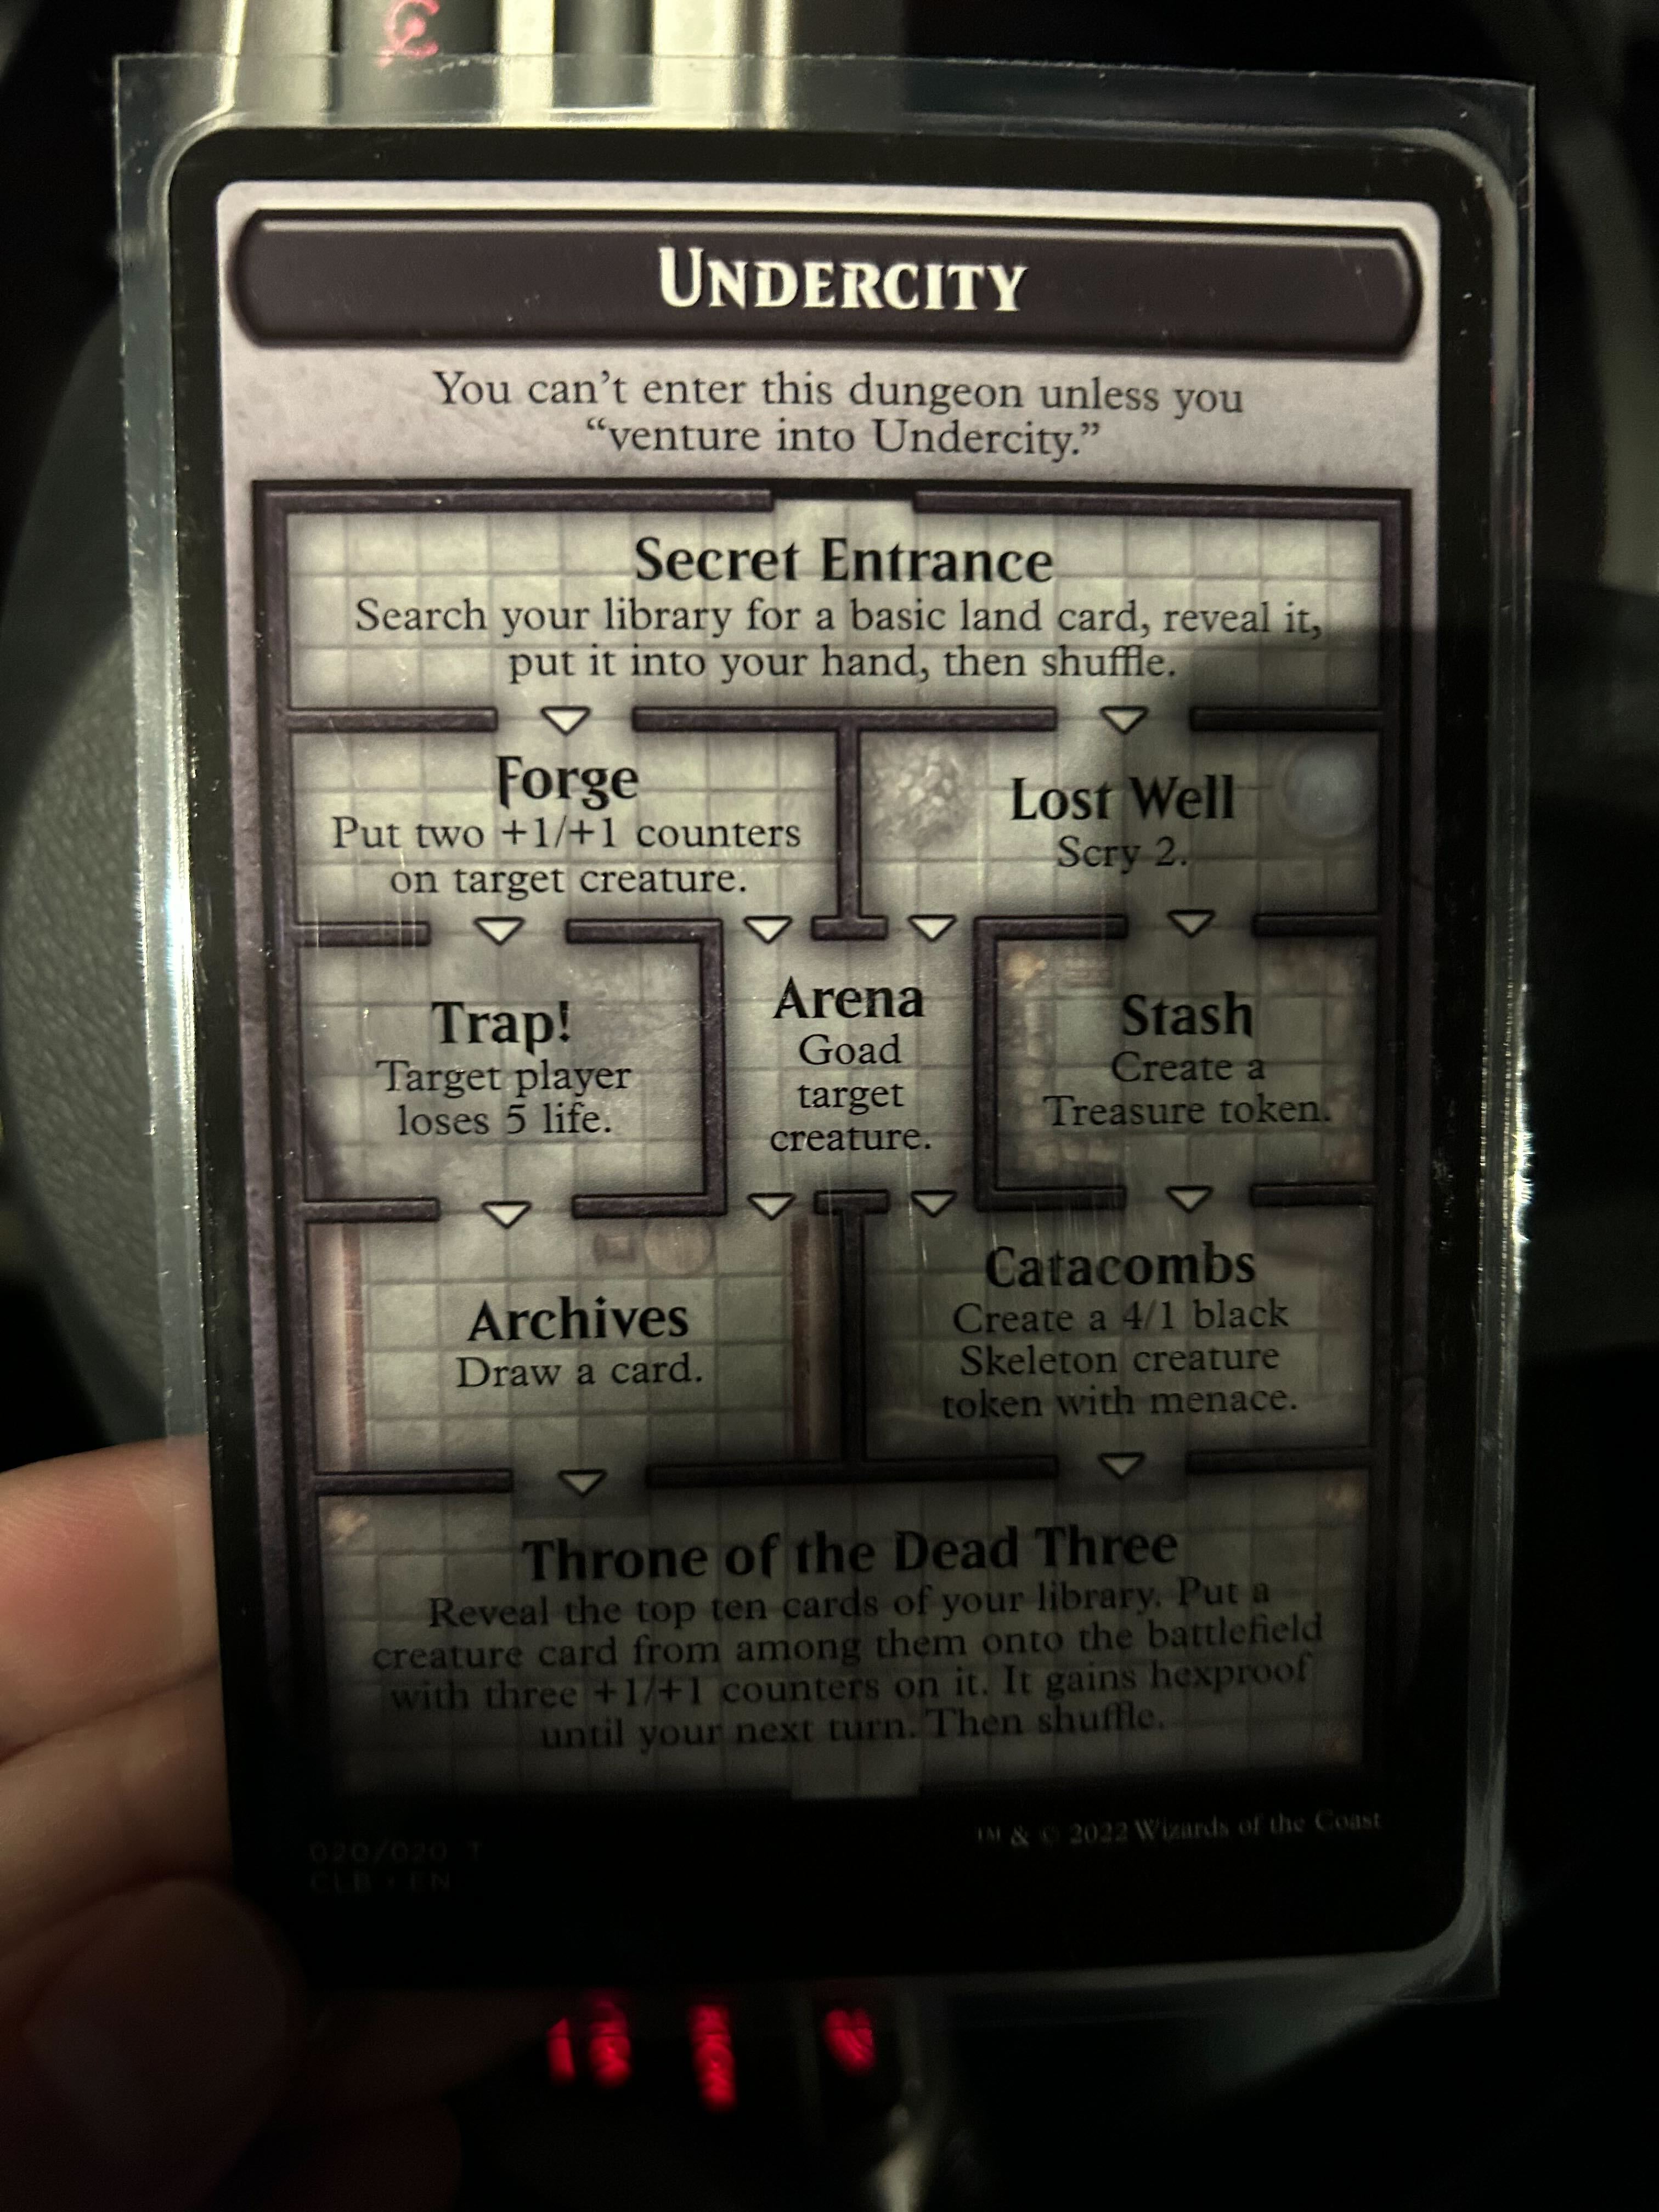 UNDERCITY
You can't enter this dungeon unless you
“venture into Undercity.”
Secret Entrance
Search your library for a basic land card, reveal it,
put it into your hand, then shuffle.
Forge
Put two +1/+1 counters
on target creature.
Lost Well
Scry 2.
Trap!
Target player
loses 5 life.
Arena
Goad
target
creature.
Stash
Create a
Treasure token.
Archives
Draw a card.
Catacombs
Create a 4/1 black
Skeleton creature
token with menace.
Throne of the Dead Three
Reveal the top ten cards of your library. Put a
creature card from among them onto the battlefield
with three +1/+1 counters on it. It gains hexproof
until your next turn. Then shuffle.
™ & © 2022 Wizards of the Coast
020/020 T
CLB • EN